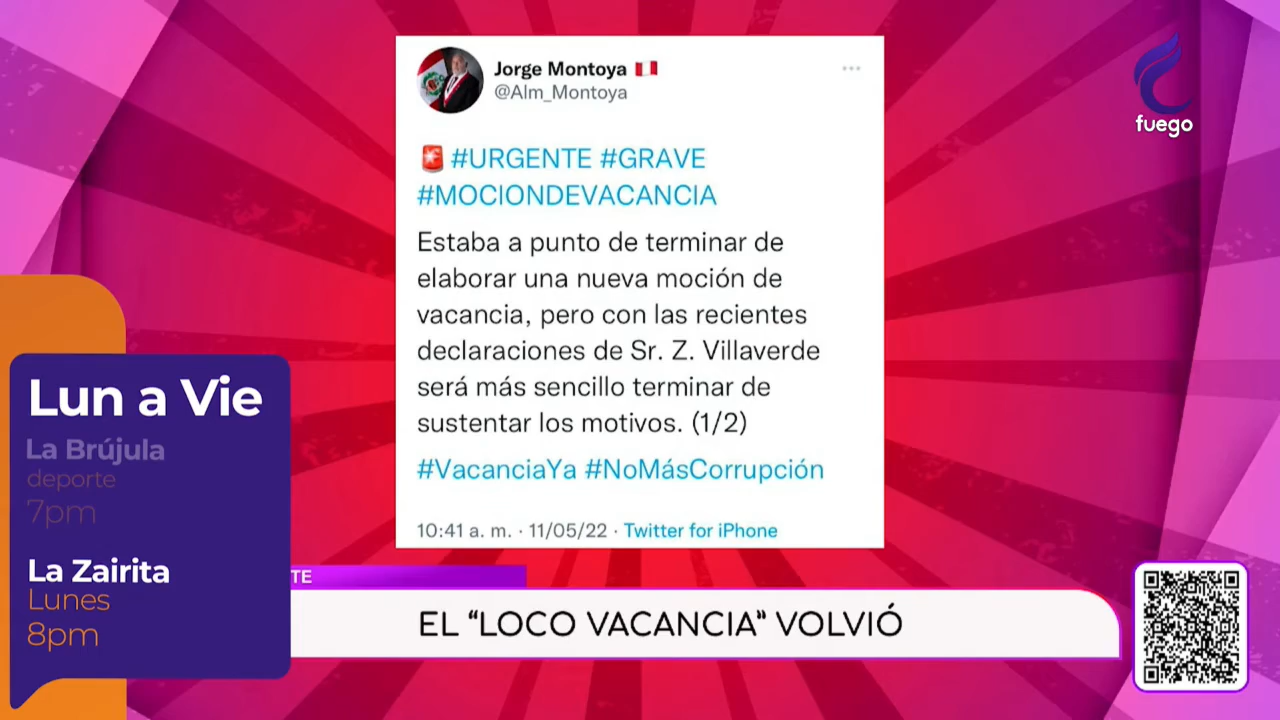 Jorge Montoya
@Alm_Montoya
#URGENTE #GRAVE
#MOCIONDEVACANCIA
Estaba a punto de terminar de
elaborar una nueva moción de
vacancia, pero con las recientes
declaraciones de Sr. Z. Villaverde
será más sencillo terminar de
sustentar los motivos. (1/2)
#VacanciaYa #NoMásCorrupción
10:41 a. m. · 11/05/22 · Twitter for iPhone
fuego
Lun a Vie
La Brújula
deporte
7pm
La Zairita
Lunes
8pm
TE
EL “LOCO VACANCIA” VOLVIÓ